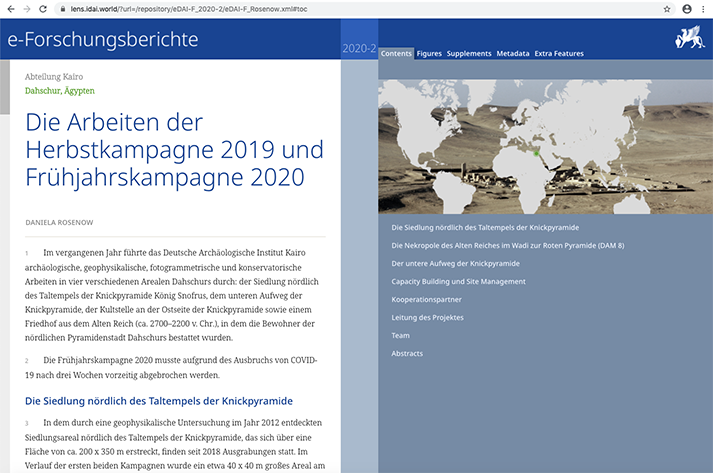 lens.idai.world/?url=/repository/eDAI-F_2020-2/eDAI-F_Rosenow.xml#toc
e-Forschungsberichte
2020-2
Contents Figures Supplements Metadata Extra Features
Abteilung Kairo
Dahschur, Ägypten
Die Arbeiten der
Herbstkampagne 2019 und
Frühjahrskampagne 2020
DANIELA ROSENOW
1 Im vergangenen Jahr führte das Deutsche Archäologische Institut Kairo
archäologische, geophysikalische, fotogrammetrische und konservatorische
Arbeiten in vier verschiedenen Arealen Dahschurs durch: der Siedlung nördlich
des Taltempels der Knickpyramide König Snofrus, dem unteren Aufweg der
Knickpyramide, der Kultstelle an der Ostseite der Knickpyramide sowie einem
Friedhof aus dem Alten Reich (ca. 2700–2200 v. Chr.), in dem die Bewohner der
nördlichen Pyramidenstadt Dahschurs bestattet wurden.
2 Die Frühjahrskampagne 2020 musste aufgrund des Ausbruchs von COVID-
19 nach drei Wochen vorzeitig abgebrochen werden.
Die Siedlung nördlich des Taltempels der Knickpyramide
3 In dem durch eine geophysikalische Untersuchung im Jahr 2012 entdeckten
Siedlungsareal nördlich des Taltempels der Knickpyramide, das sich über eine
Fläche von ca. 200 x 350 m erstreckt, finden seit 2018 Ausgrabungen statt. Im
Verlauf der ersten beiden Kampagnen wurde ein etwa 40 x 40 m großes Areal am
Die Siedlung nördlich des Taltempels der Knickpyramide
Die Nekropole des Alten Reiches im Wadi zur Roten Pyramide (DAM 8)
Der untere Aufweg der Knickpyramide
Capacity Building und Site Management
Kooperationspartner
Leitung des Projektes
Team
Abstracts